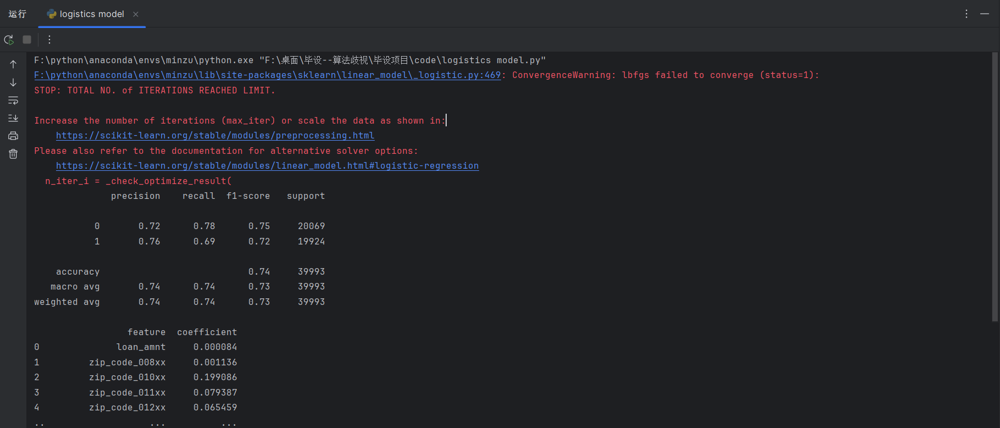 运行 logistics model
F:\python\anaconda\envs\minzu\python.exe "F:\桌面\毕设--算法歧视\毕设项目\code\logistics model.py"
F:\python\anaconda\envs\minzu\lib\site-packages\sklearn\linear_model\_logistic.py:469: ConvergenceWarning: lbfgs failed to converge (status=1):
STOP: TOTAL NO. of ITERATIONS REACHED LIMIT.
Increase the number of iterations (max_iter) or scale the data as shown in:
https://scikit-learn.org/stable/modules/preprocessing.html
Please also refer to the documentation for alternative solver options:
https://scikit-learn.org/stable/modules/linear_model.html#logistic-regression
n_iter_i = _check_optimize_result(
precision recall f1-score support
0 0.72 0.78 0.75 20069
1 0.76 0.69 0.72 19924
accuracy 0.74 39993
macro avg 0.74 0.74 0.73 39993
weighted avg 0.74 0.74 0.73 39993
feature coefficient
0 loan_amnt 0.000084
1 zip_code_008xx 0.001136
2 zip_code_010xx 0.199086
3 zip_code_011xx 0.079387
4 zip_code_012xx 0.065459
.. ... ...